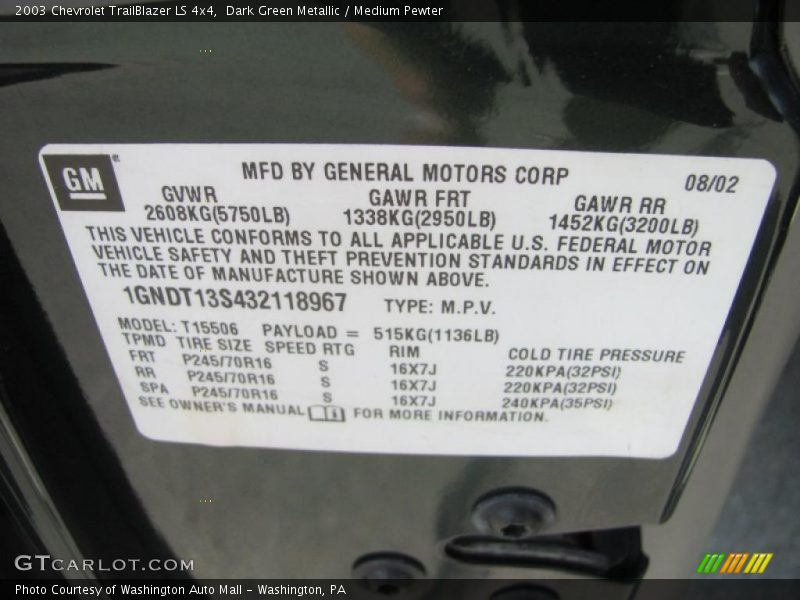 2003 Chevrolet TrailBlazer LS 4x4,  Dark Green Metallic / Medium Pewter
GM
MFD BY GENERAL MOTORS CORP
08/02
GVWR GAWR FRT GAWR RR
2608KG(5750LB) 1338KG(2950LB) 1452KG(3200LB)
THIS VEHICLE CONFORMS TO ALL APPLICABLE U.S. FEDERAL MOTOR
VEHICLE SAFETY AND THEFT PREVENTION STANDARDS IN EFFECT ON
THE DATE OF MANUFACTURE SHOWN ABOVE.
1GNDT13S432118967 TYPE: M.P.V.
MODEL: T15506 PAYLOAD = 515KG(1136LB)
TPMD TIRE SIZE SPEED RTG RIM COLD TIRE PRESSURE
FRT P245/70R16 S 16X7J 220KPA(32PSI)
RR P245/70R16 S 16X7J 220KPA(32PSI)
SPA P245/70R16 S 16X7J 240KPA(35PSI)
SEE OWNER'S MANUAL FOR MORE INFORMATION.
GTCARLOT.COM
Photo Courtesy of Washington Auto Mall - Washington, PA